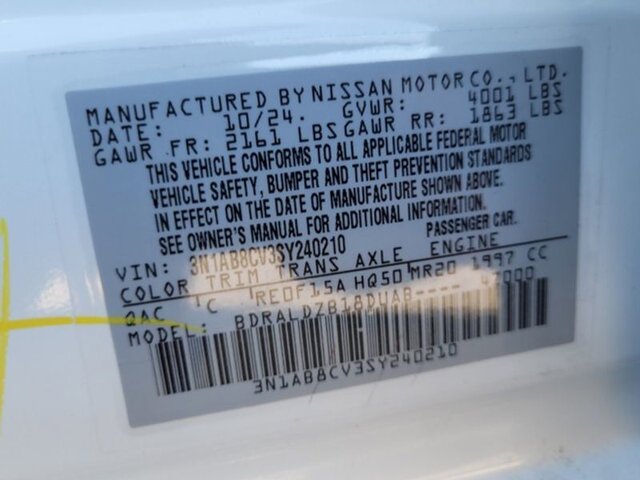 MANUFACTURED BY NISSAN MOTOR CO., LTD.
DATE: 10/24. GVWR: 4001 LBS
GAWR FR: 2161 LBS GAWR RR: 1863 LBS
THIS VEHICLE CONFORMS TO ALL APPLICABLE FEDERAL MOTOR
VEHICLE SAFETY, BUMPER AND THEFT PREVENTION STANDARDS
IN EFFECT ON THE DATE OF MANUFACTURE SHOWN ABOVE.
SEE OWNER'S MANUAL FOR ADDITIONAL INFORMATION.
VIN: 3N1AB8CV3SY240210 PASSENGER CAR.
COLOR TRIM TRANS AXLE ENGINE
QAC C RE0F15A HQ50 MR20 1997 CC
MODEL: BDRALDZB18DUAB---- 47000
3N1AB8CV3SY240210